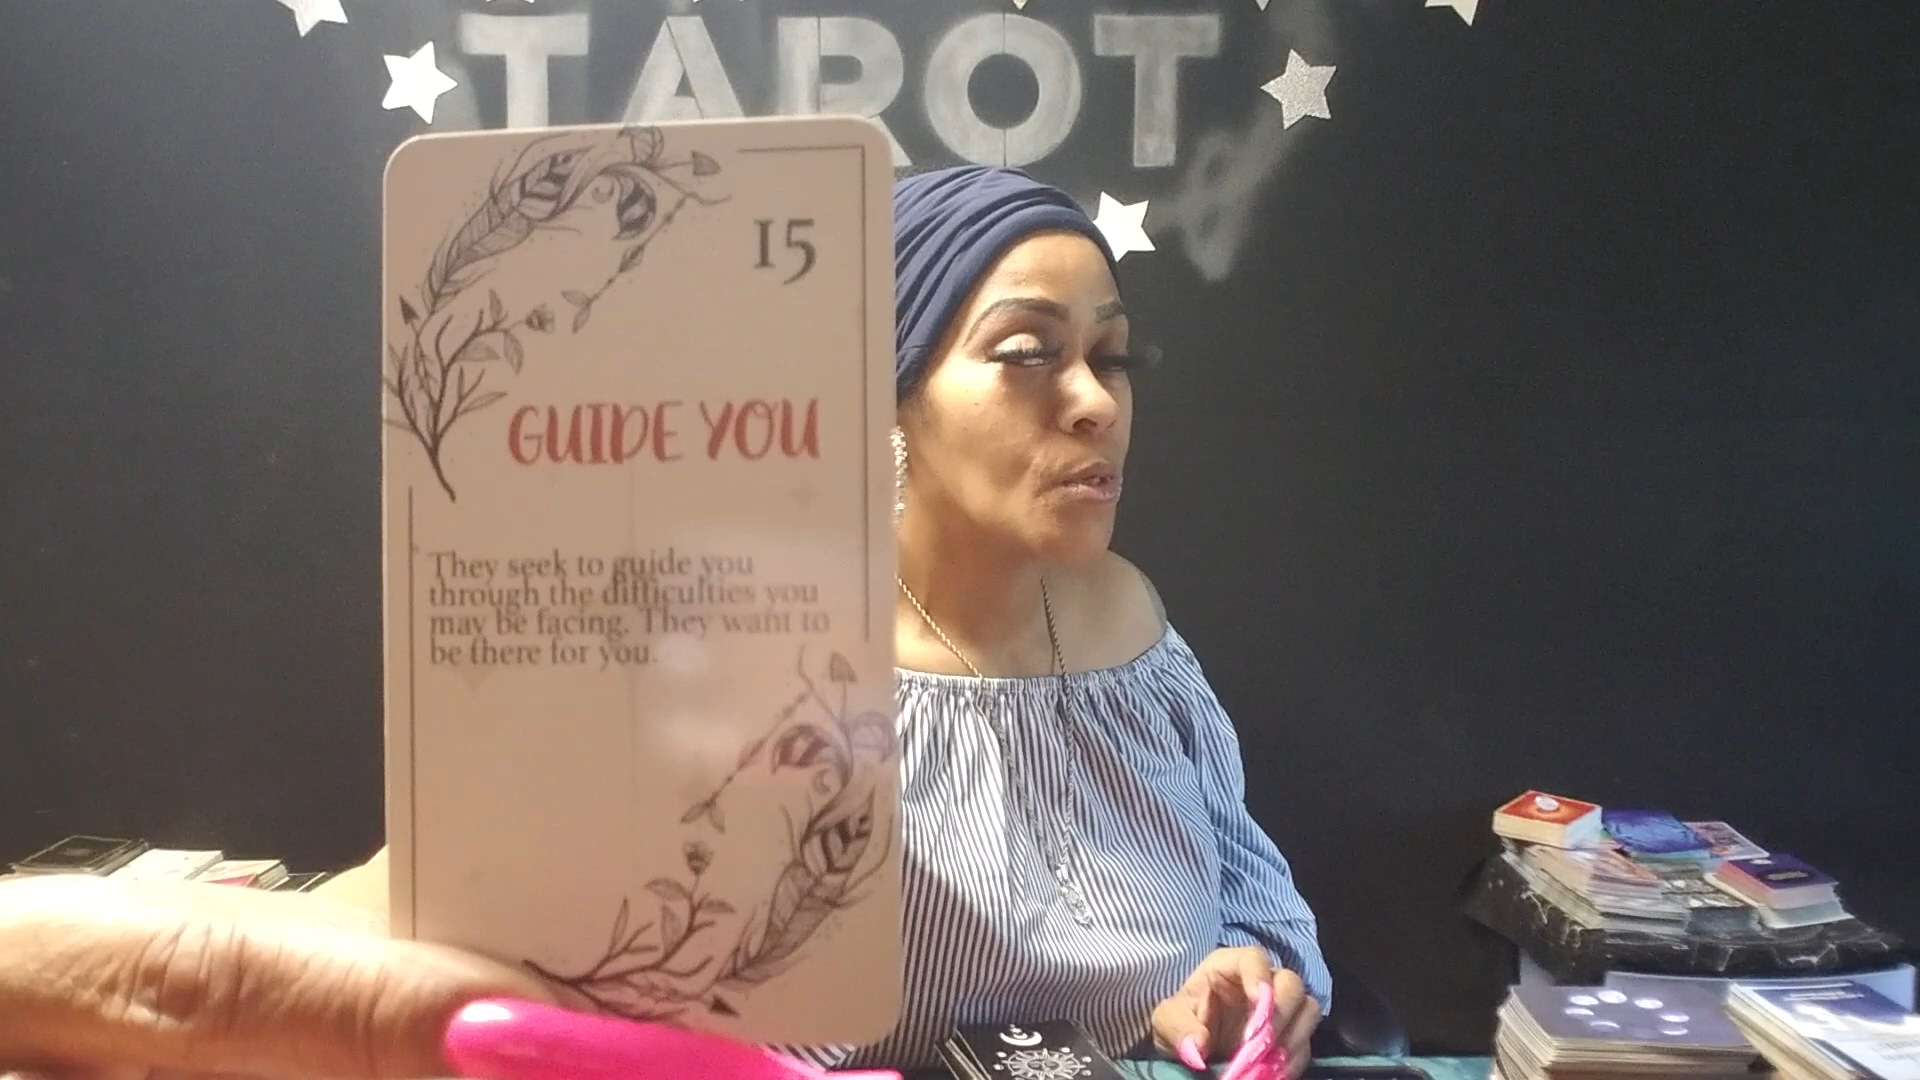 TAROT
15
GUIDE YOU
They seek to guide you
through the difficulties you
may be facing. They want to
be there for you.